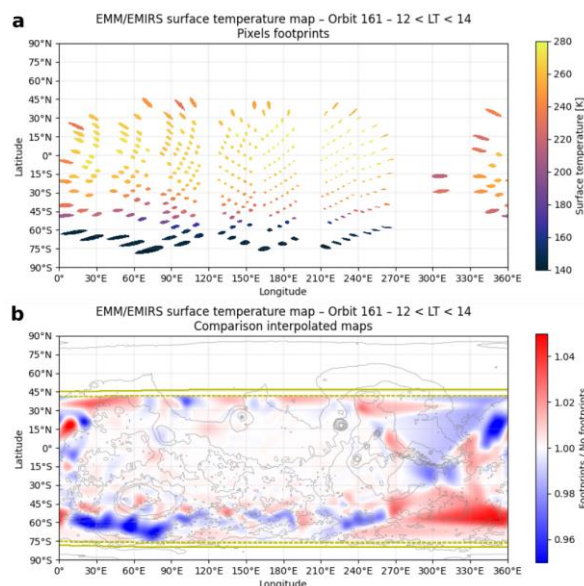 a
EMM/EMIRS surface temperature map – Orbit 161 – 12 < LT < 14
Pixels footprints
90°N
75°N
60°N
45°N
30°N
15°N
0°
15°S
30°S
45°S
60°S
75°S
90°S
Latitude
0°
30°E
60°E
90°E
120°E
150°E
180°E
210°E
240°E
270°E
300°E
330°E
360°E
Longitude
280
260
240
220
200
180
160
140
Surface temperature [K]
b
EMM/EMIRS surface temperature map – Orbit 161 – 12 < LT < 14
Comparison interpolated maps
90°N
75°N
60°N
45°N
30°N
15°N
0°
15°S
30°S
45°S
60°S
75°S
90°S
Latitude
0°
30°E
60°E
90°E
120°E
150°E
180°E
210°E
240°E
270°E
300°E
330°E
360°E
Longitude
1.04
1.02
1.00
0.98
0.96
Footprints / No footprints